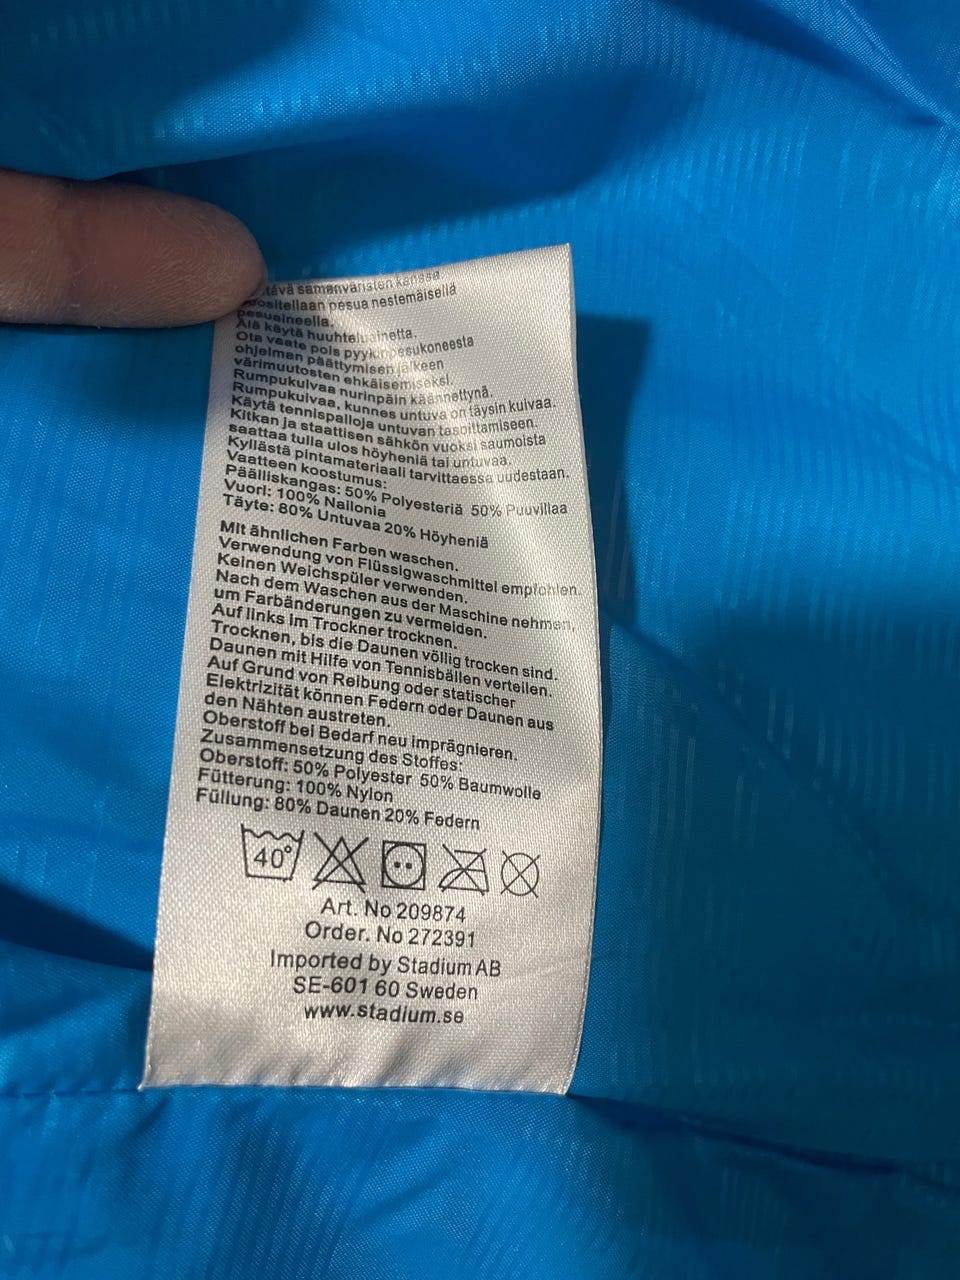 samanväristen kanssa
Suositellaan pesua nestemäisellä
pesuaineella.
Älä käytä huuhteluainetta.
Ota vaate pois pyykinpesukoneesta
ohjelman päättymisen jälkeen
värimuutosten ehkäisemiseksi.
Rumpukuivaa nurinpäin käännettynä.
Rumpukuivaa, kunnes untuva on täysin kuivaa.
Käytä tennispalloja untuvan tasoittamiseen.
Kitkan ja staattisen sähkön vuoksi saumoista
saattaa tulla ulos höyheniä tai untuvaa.
Kyllästä pintamateriaali tarvittaessa uudestaan.
Vaatteen koostumus:
Päälliskangas: 50% Polyesteriä 50% Puuvillaa
Vuori: 100% Nailonia
Täyte: 80% Untuvaa 20% Höyheniä
Mit ähnlichen Farben waschen.
Verwendung von Flüssigwaschmittel empfohlen.
Keinen Weichspüler verwenden.
Nach dem Waschen aus der Maschine nehmen,
um Farbänderungen zu vermeiden.
Auf links im Trockner trocknen.
Trocknen, bis die Daunen völlig trocken sind.
Daunen mit Hilfe von Tennisbällen verteilen.
Auf Grund von Reibung oder statischer
Elektrizität können Federn oder Daunen aus
den Nähten austreten.
Oberstoff bei Bedarf neu imprägnieren.
Zusammensetzung des Stoffes:
Oberstoff: 50% Polyester 50% Baumwolle
Fütterung: 100% Nylon
Füllung: 80% Daunen 20% Federn
40°
Art. No 209874
Order. No 272391
Imported by Stadium AB
SE-601 60 Sweden
www.stadium.se